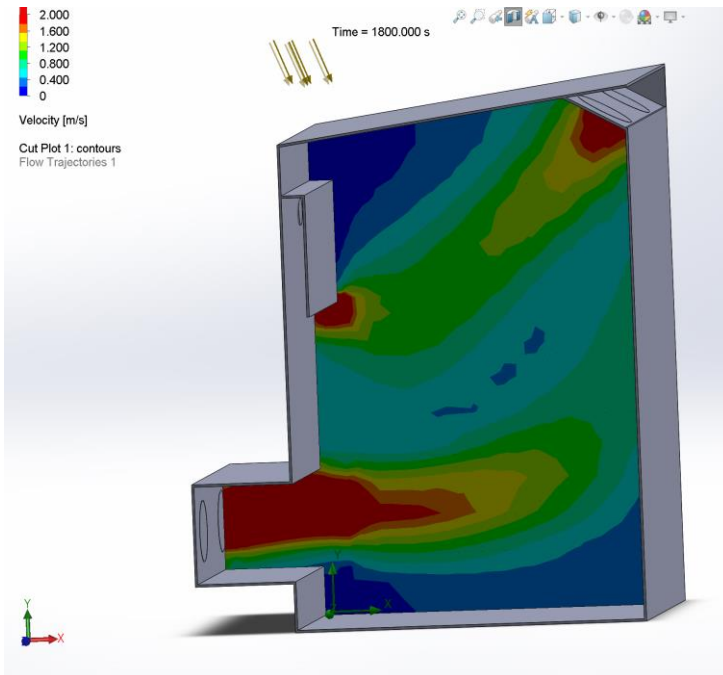 2.000
1.600
1.200
0.800
0.400
0
Velocity [m/s]
Cut Plot 1: contours
Flow Trajectories 1
Time = 1800.000 s
Y
X
Y
X